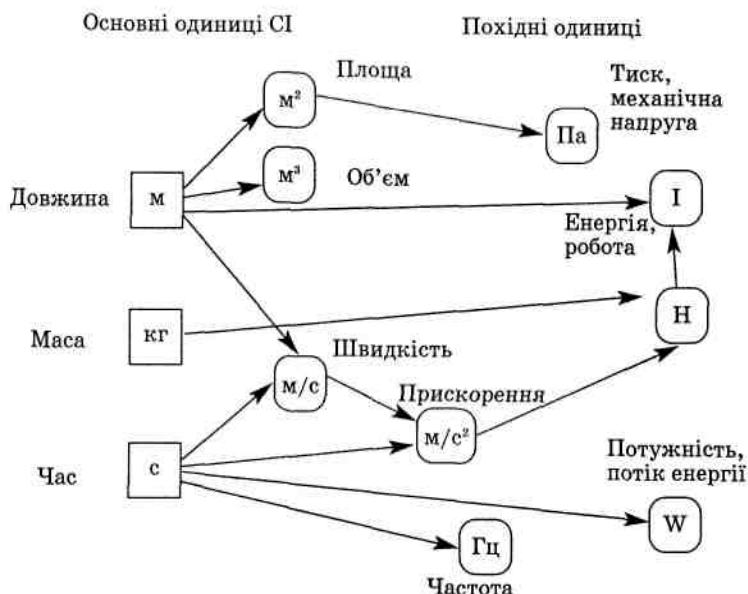 Основні одиниці СІ
Похідні одиниці
Площа
Тиск,
механічна
напруга
м²
Па
м³
Об'єм
Довжина
м
І
Енергія,
робота
Маса
кг
Н
Швидкість
м/с
Прискорення
м/с²
Час
с
Потужність,
потік енергії
W
Гц
Частота